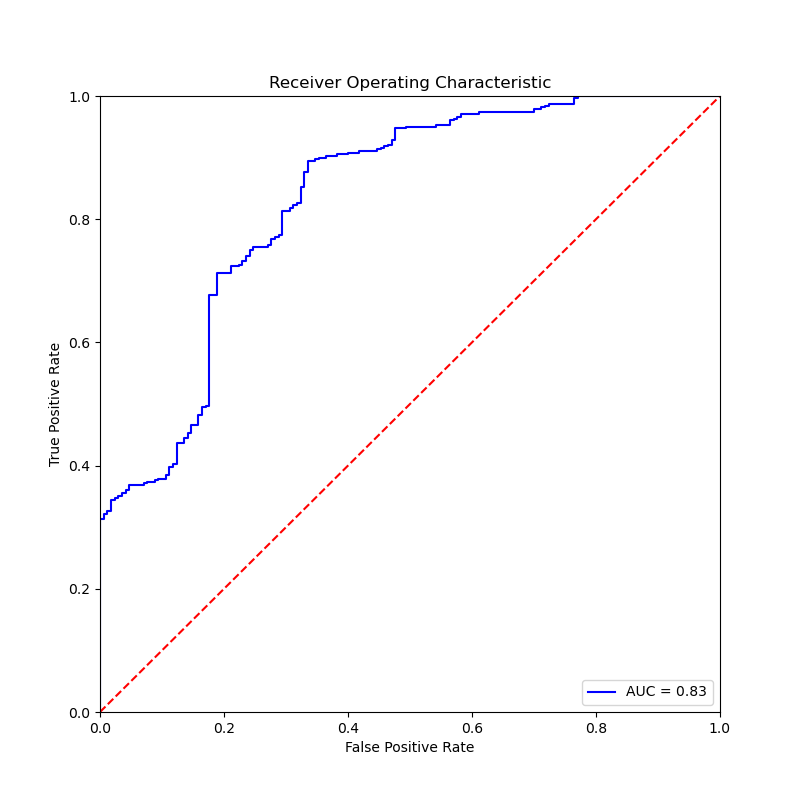 Receiver Operating Characteristic
1.0
0.8
0.6
0.4
0.2
0.0
True Positive Rate
AUC = 0.83
0.0 0.2 0.4 0.6 0.8 1.0
False Positive Rate